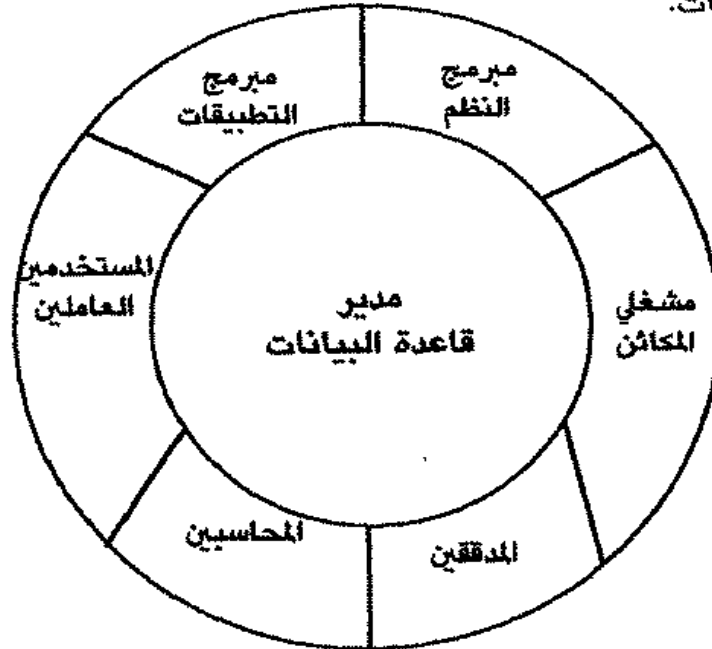 مبرمج
النظم
مبرمج
التطبيقات
مشغلي
المكائن
مدير
قاعدة البيانات
المستخدمين
العاملين
المدققين
المحاسبين